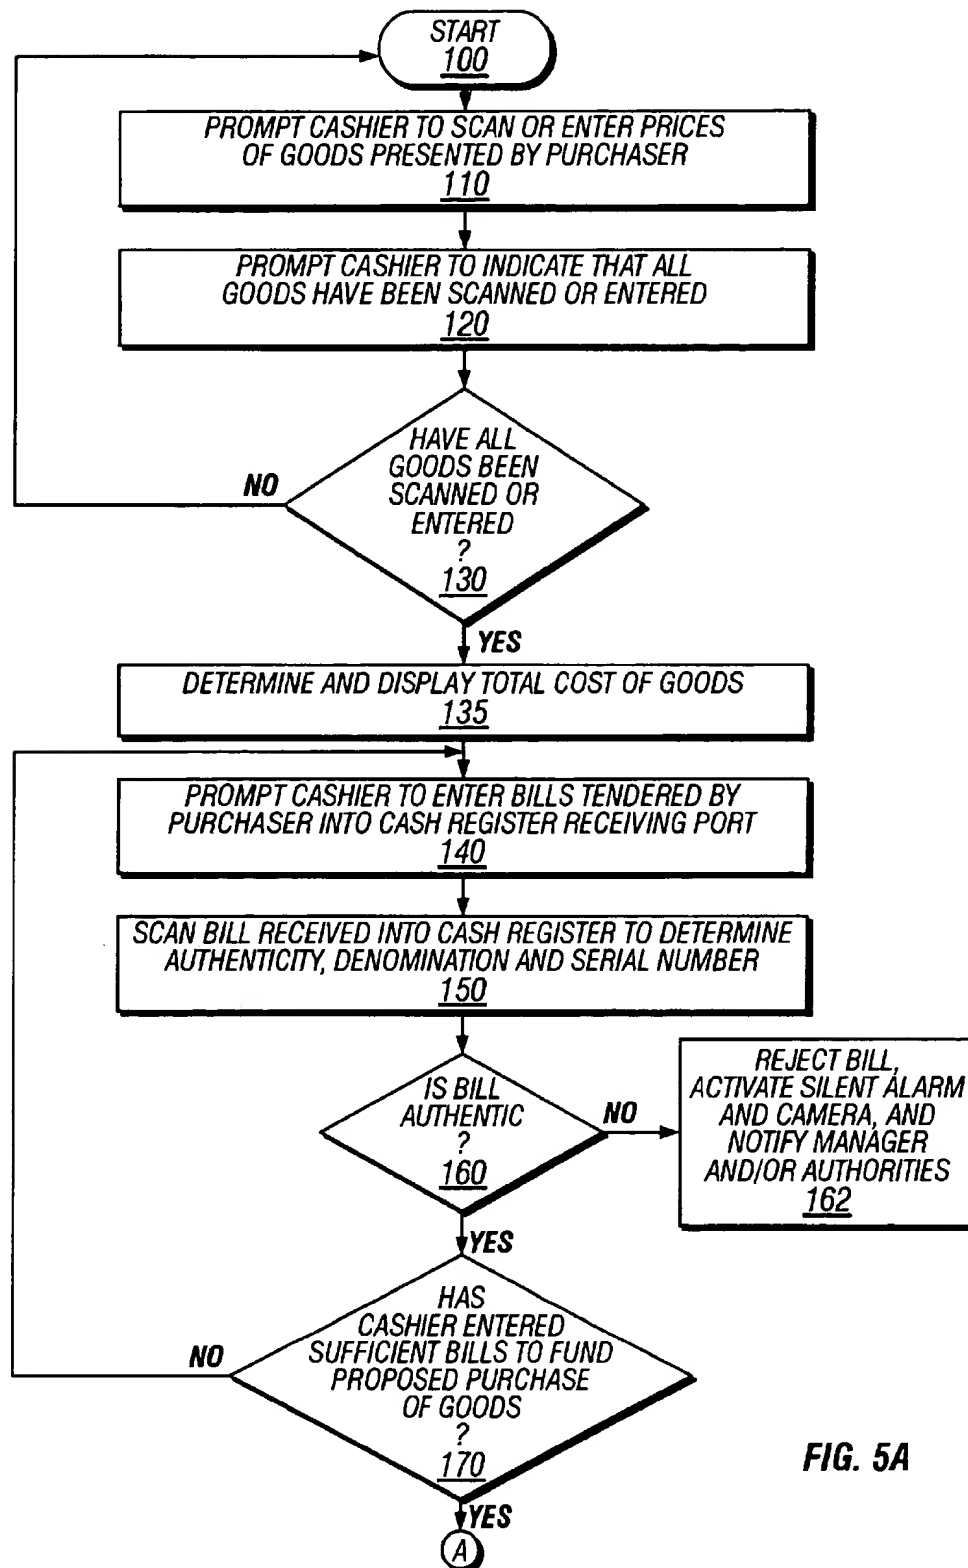 START
100
PROMPT CASHIER TO SCAN OR ENTER PRICES
OF GOODS PRESENTED BY PURCHASER
110
PROMPT CASHIER TO INDICATE THAT ALL
GOODS HAVE BEEN SCANNED OR ENTERED
120
HAVE ALL
GOODS BEEN
SCANNED OR
ENTERED
?
130
NO
YES
DETERMINE AND DISPLAY TOTAL COST OF GOODS
135
PROMPT CASHIER TO ENTER BILLS TENDERED BY
PURCHASER INTO CASH REGISTER RECEIVING PORT
140
SCAN BILL RECEIVED INTO CASH REGISTER TO DETERMINE
AUTHENTICITY, DENOMINATION AND SERIAL NUMBER
150
IS BILL
AUTHENTIC
?
160
NO
REJECT BILL,
ACTIVATE SILENT ALARM
AND CAMERA, AND
NOTIFY MANAGER
AND/OR AUTHORITIES
162
YES
HAS
CASHIER ENTERED
SUFFICIENT BILLS TO FUND
PROPOSED PURCHASE
OF GOODS
?
170
NO
YES
A
FIG. 5A